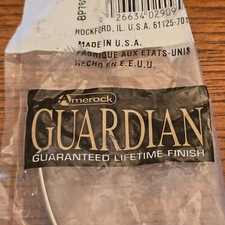 0 26634 02909
ROCKFORD, IL. U.S.A. 61125-701
MADE IN U.S.A.
FABRIQUE AUX ETATS-UNIS
HECHO EN E.E.U.U.
Amerock
GUARDIAN
GUARANTEED LIFETIME FINISH